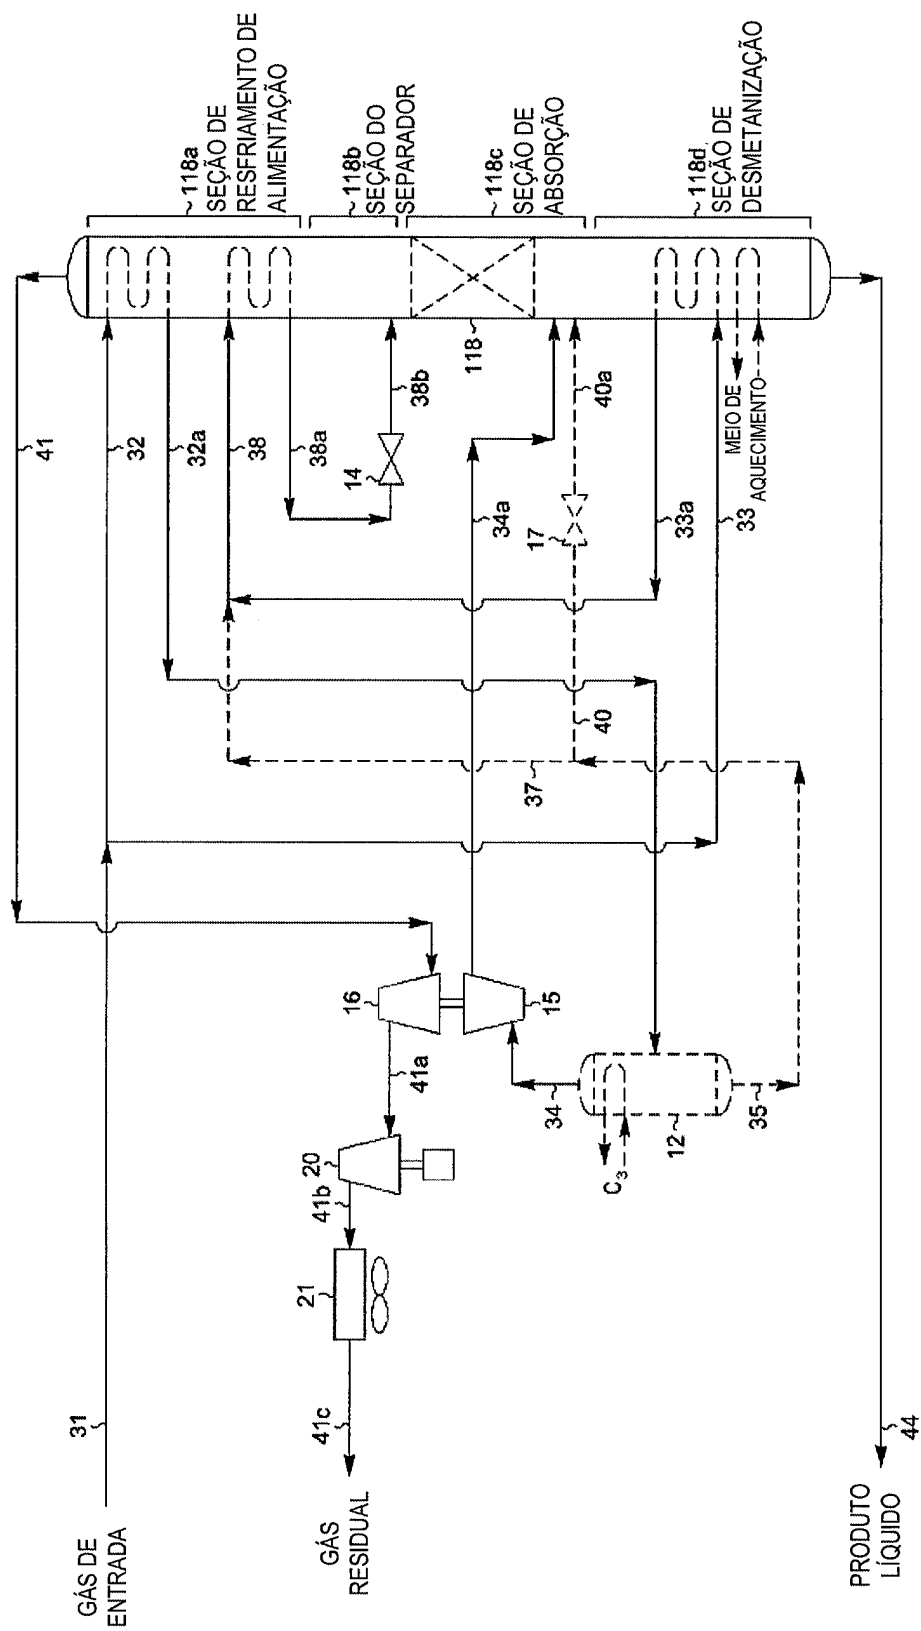 118a
SEÇÃO DE
RESFRIAMENTO DE
ALIMENTAÇÃO
118b
SEÇÃO DO
SEPARADOR
118c
SEÇÃO DE
ABSORÇÃO
118d
SEÇÃO DE
DESMETANIZAÇÃO
41
32
32a
38
38a
14
38b
118
34a
17
40a
33a
33
MEIO DE
AQUECIMENTO
40
37
16
15
41a
34
12
35
C3
20
41b
21
41c
31
44
GÁS DE
ENTRADA
GÁS
RESIDUAL
PRODUTO
LÍQUIDO